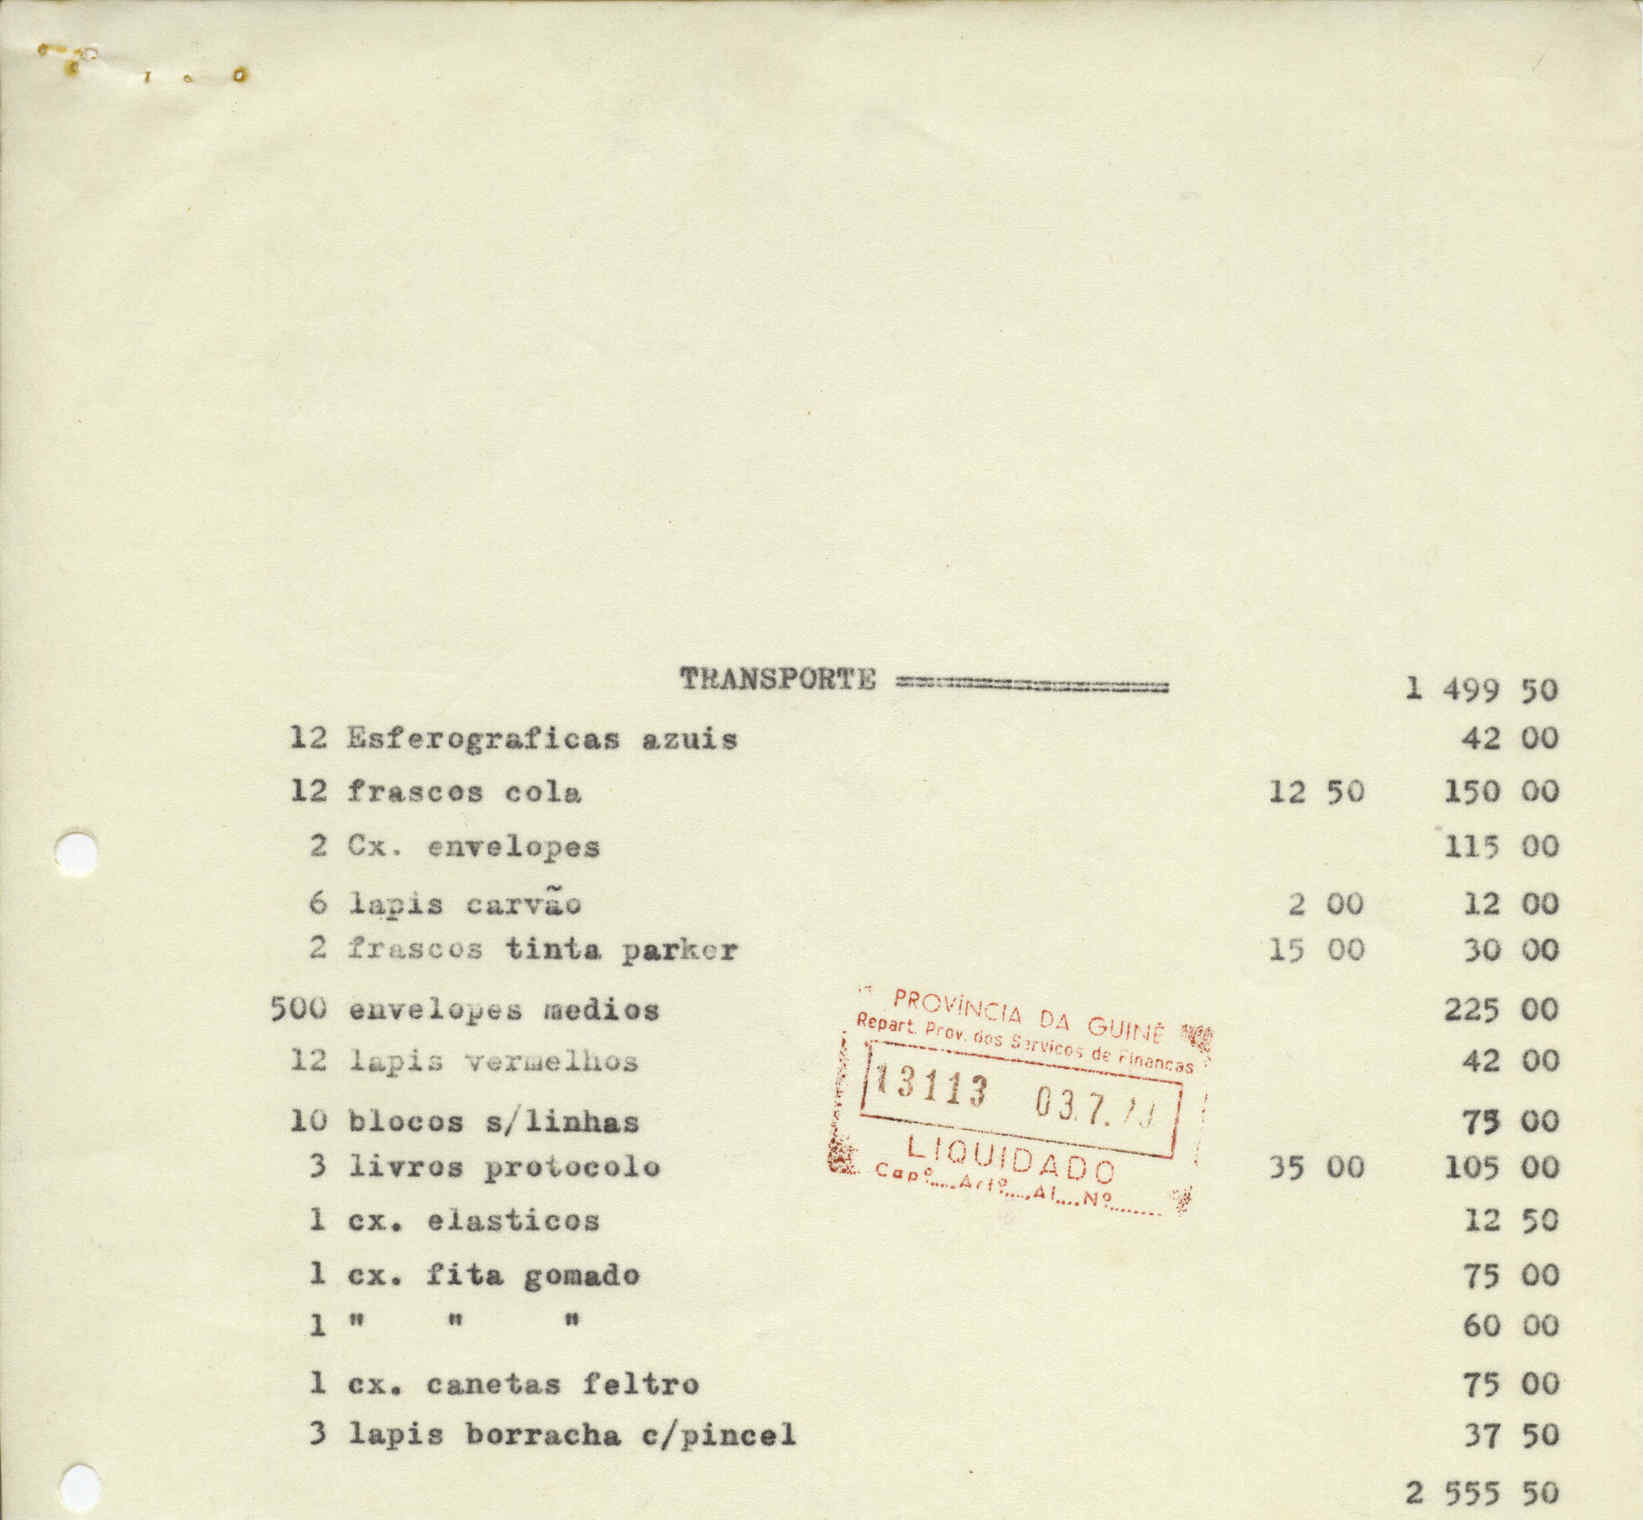 TRANSPORTE ================ 1 499 50
12 Esferograficas azuis 42 00
12 frascos cola 12 50 150 00
2 Cx. envelopes 115 00
6 lapis carvão 2 00 12 00
2 frascos tinta parker 15 00 30 00
500 envelopes medios 225 00
12 lapis vermelhos 42 00
10 blocos s/linhas 75 00
3 livros protocolo 35 00 105 00
1 cx. elasticos 12 50
1 cx. fita gomado 75 00
1 " " " 60 00
1 cx. canetas feltro 75 00
3 lapis borracha c/pincel 37 50
2 555 50
PROVÍNCIA DA GUINÉ
Repart. Prov. dos Serviços de Finanças
13113 03.7.
LIQUIDADO
Capº.....Artº.....Al....Nº........